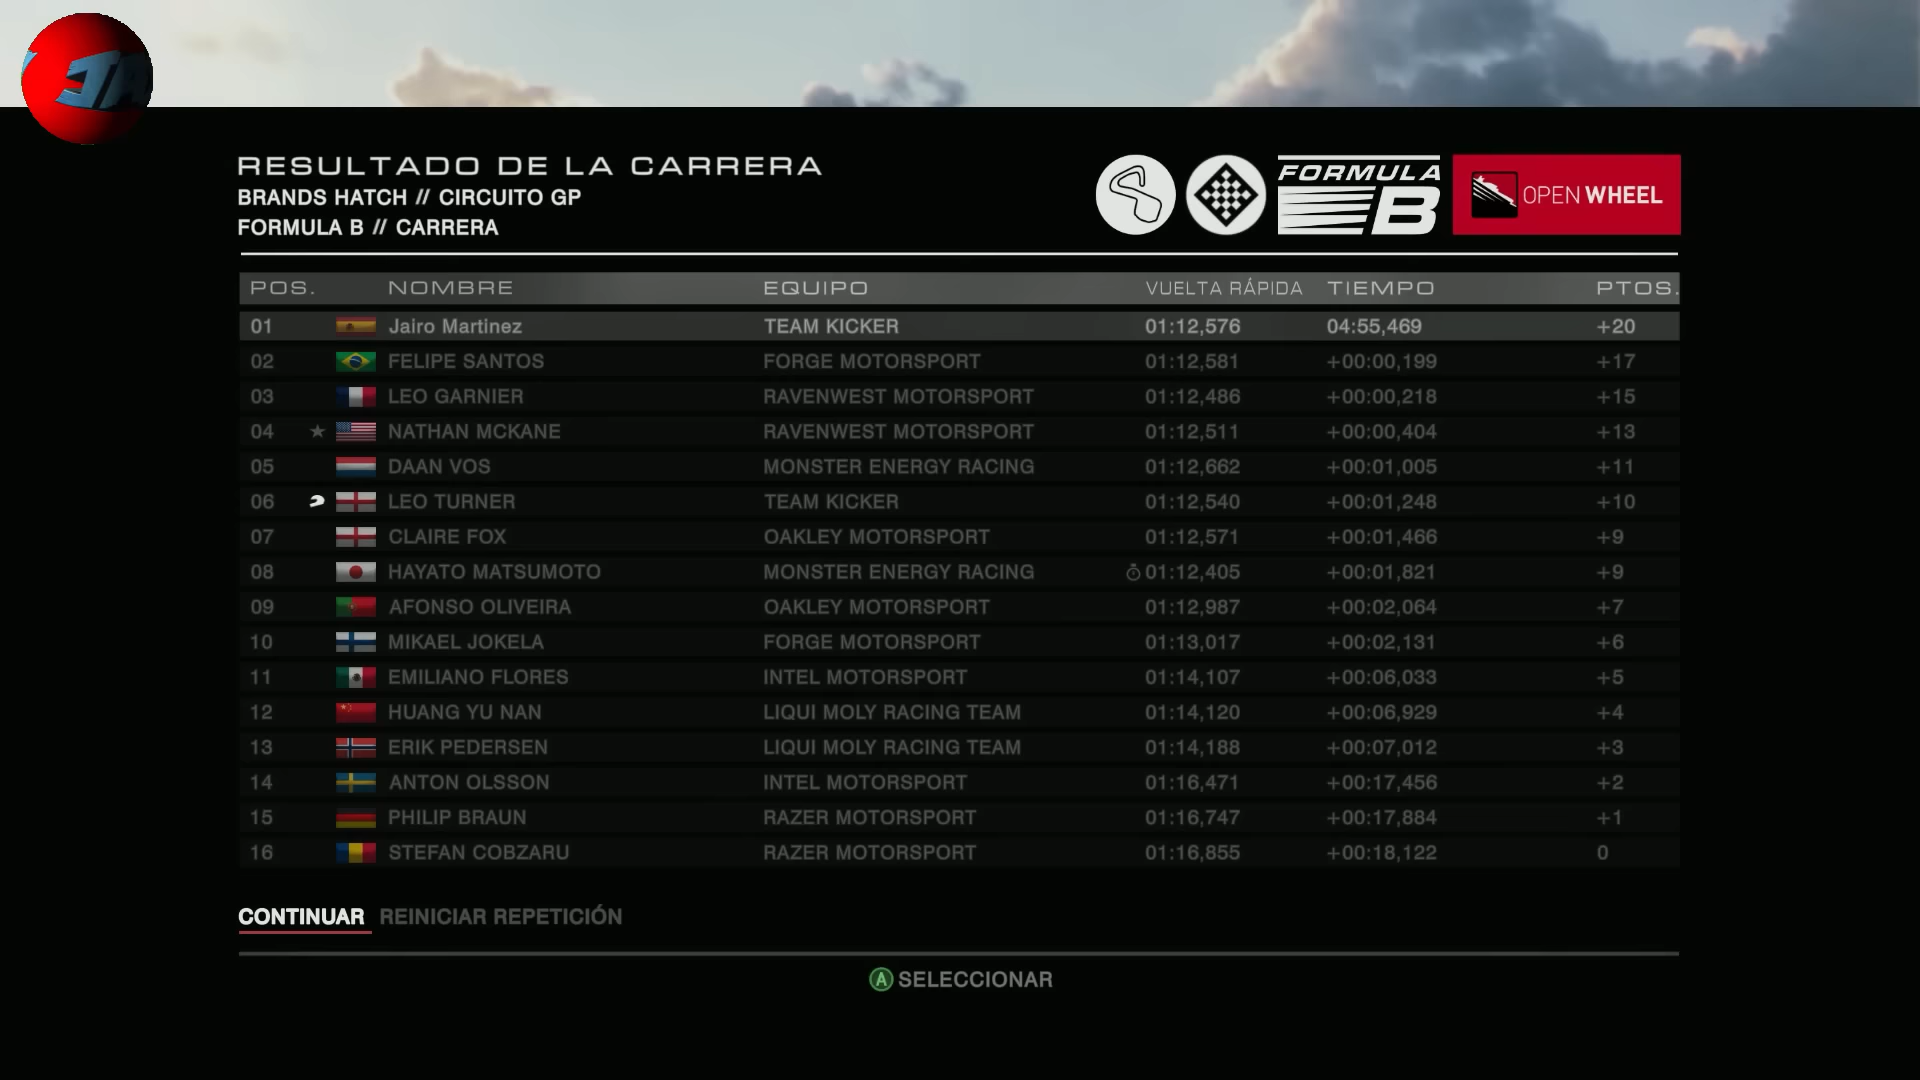 JA
RESULTADO DE LA CARRERA
BRANDS HATCH // CIRCUITO GP
FORMULA B // CARRERA
FORMULA B
OPEN WHEEL
POS. NOMBRE EQUIPO VUELTA RÁPIDA TIEMPO PTOS.
01 Jairo Martinez TEAM KICKER 01:12,576 04:55,469 +20
02 FELIPE SANTOS FORGE MOTORSPORT 01:12,581 +00:00,199 +17
03 LEO GARNIER RAVENWEST MOTORSPORT 01:12,486 +00:00,218 +15
04 NATHAN MCKANE RAVENWEST MOTORSPORT 01:12,511 +00:00,404 +13
05 DAAN VOS MONSTER ENERGY RACING 01:12,662 +00:01,005 +11
06 LEO TURNER TEAM KICKER 01:12,540 +00:01,248 +10
07 CLAIRE FOX OAKLEY MOTORSPORT 01:12,571 +00:01,466 +9
08 HAYATO MATSUMOTO MONSTER ENERGY RACING 01:12,405 +00:01,821 +9
09 AFONSO OLIVEIRA OAKLEY MOTORSPORT 01:12,987 +00:02,064 +7
10 MIKAEL JOKELA FORGE MOTORSPORT 01:13,017 +00:02,131 +6
11 EMILIANO FLORES INTEL MOTORSPORT 01:14,107 +00:06,033 +5
12 HUANG YU NAN LIQUI MOLY RACING TEAM 01:14,120 +00:06,929 +4
13 ERIK PEDERSEN LIQUI MOLY RACING TEAM 01:14,188 +00:07,012 +3
14 ANTON OLSSON INTEL MOTORSPORT 01:16,471 +00:17,456 +2
15 PHILIP BRAUN RAZER MOTORSPORT 01:16,747 +00:17,884 +1
16 STEFAN COBZARU RAZER MOTORSPORT 01:16,855 +00:18,122 0
CONTINUAR REINICIAR REPETICIÓN
A SELECCIONAR